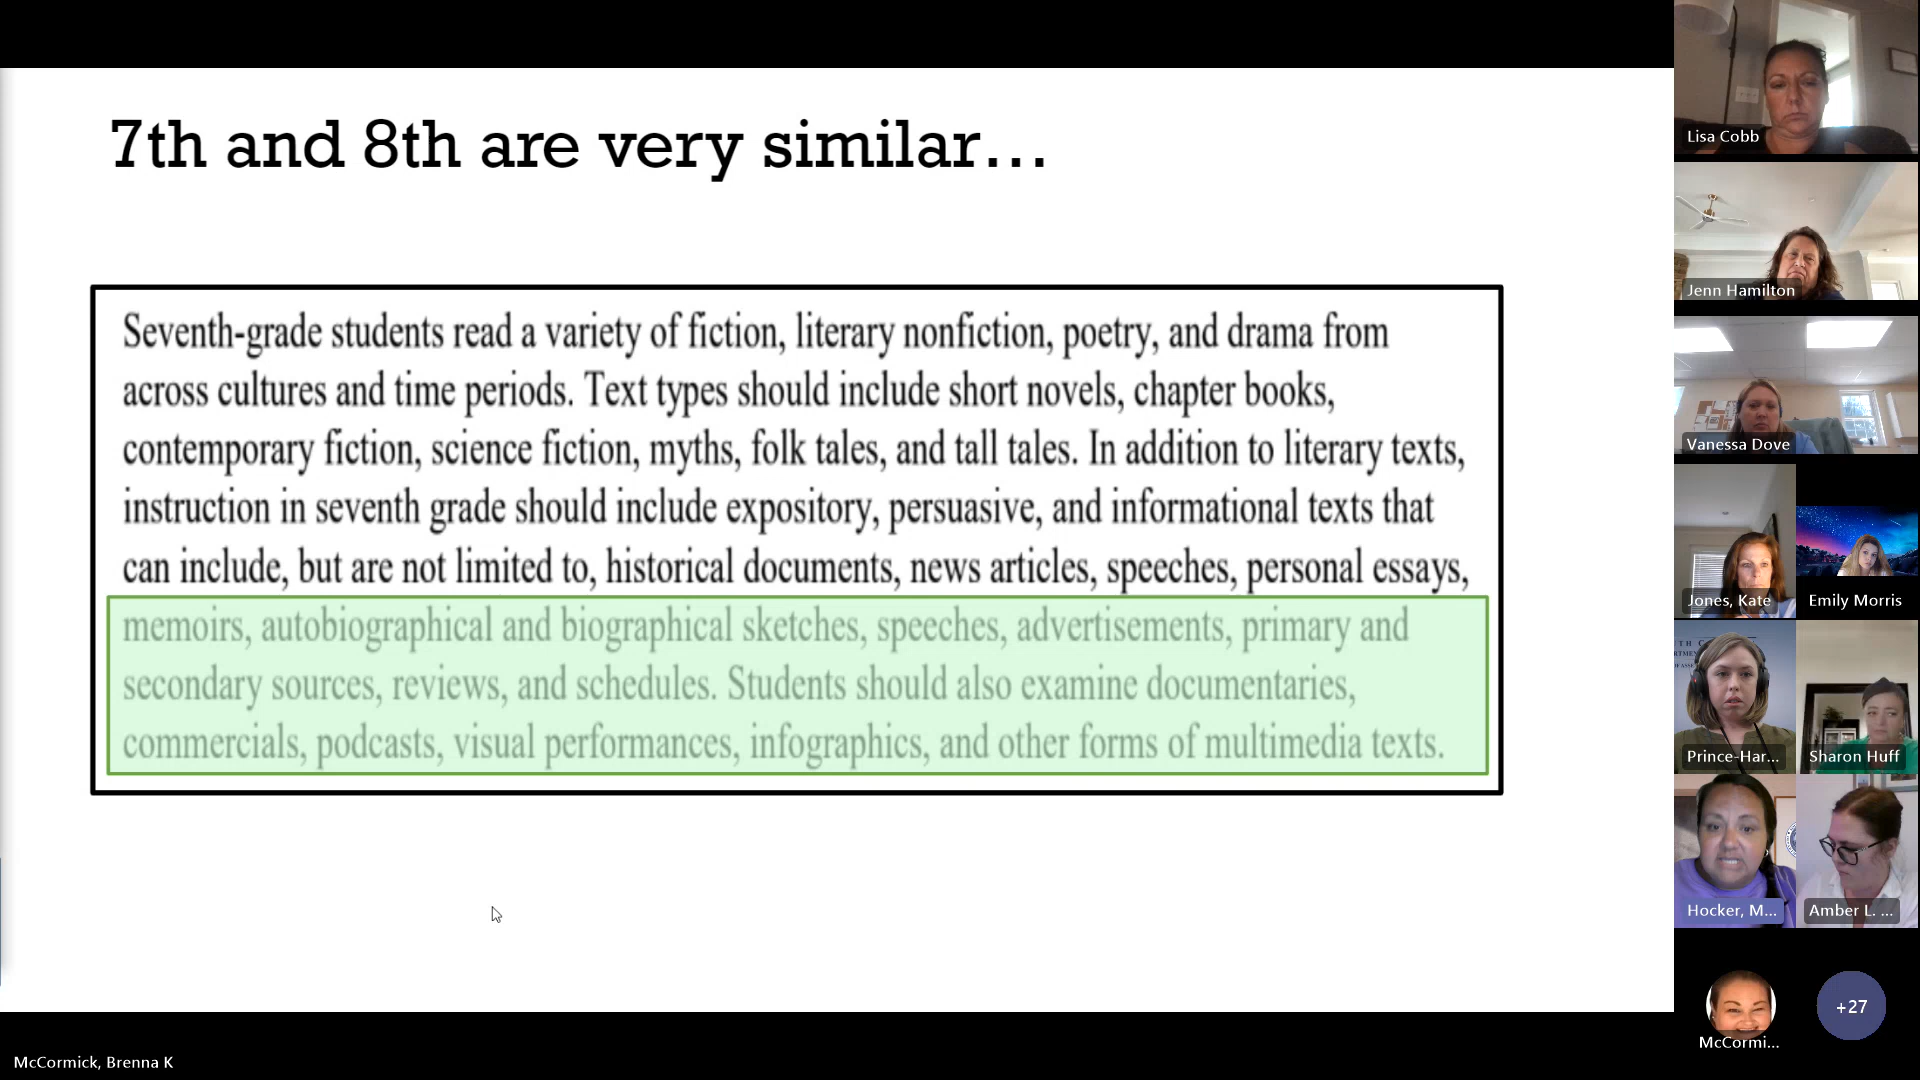 7th and 8th are very similar...
Seventh-grade students read a variety of fiction, literary nonfiction, poetry, and drama from
across cultures and time periods. Text types should include short novels, chapter books,
contemporary fiction, science fiction, myths, folk tales, and tall tales. In addition to literary texts,
instruction in seventh grade should include expository, persuasive, and informational texts that
can include, but are not limited to, historical documents, news articles, speeches, personal essays,
memoirs, autobiographical and biographical sketches, speeches, advertisements, primary and
secondary sources, reviews, and schedules. Students should also examine documentaries,
commercials, podcasts, visual performances, infographics, and other forms of multimedia texts.
McCormick, Brenna K
Lisa Cobb
Jenn Hamilton
Vanessa Dove
Jones, Kate
Emily Morris
Prince-Har...
Sharon Huff
Hocker, M...
Amber L. ...
McCormi...
+27